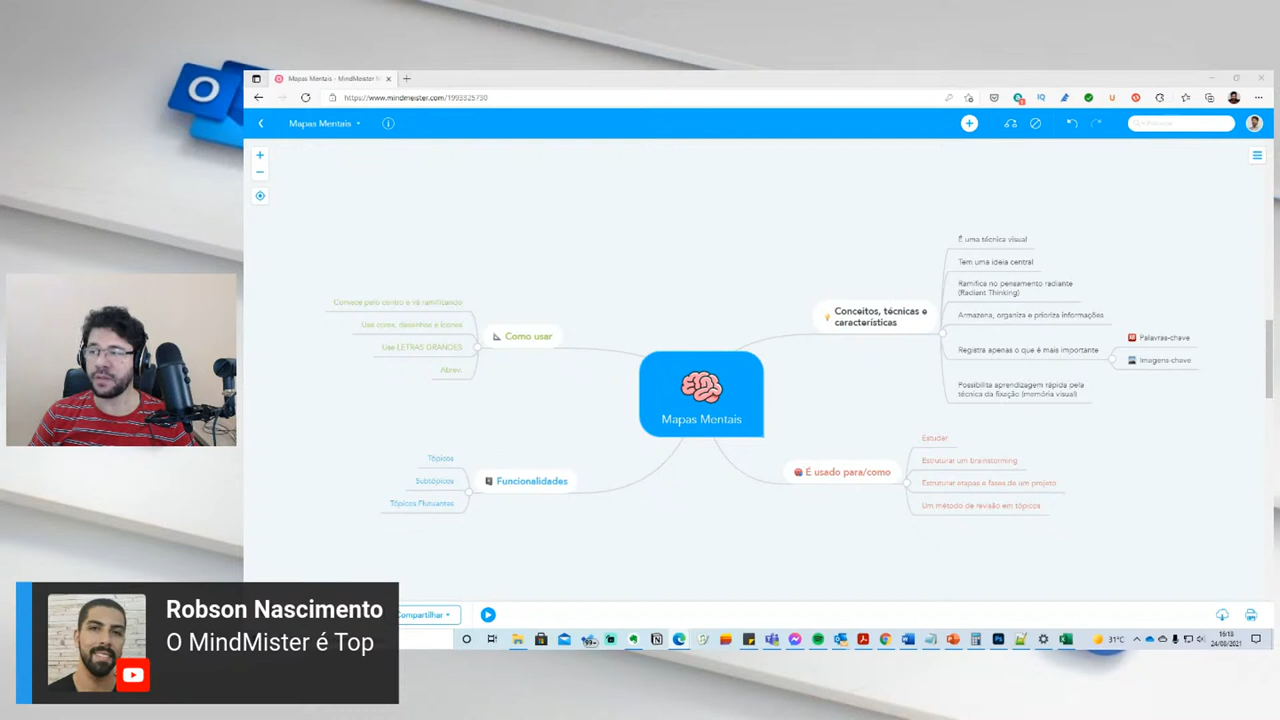 Mapas Mentais - MindMeister
https://www.mindmeister.com/1993325730
Mapas Mentais
É uma técnica visual
Tem uma ideia central
Ramifica no pensamento radiante
(Radiant Thinking)
Conceitos, técnicas e
características
Armazena, organiza e prioriza informações
Registra apenas o que é mais importante
Palavras-chave
Imagens-chave
Possibilita aprendizagem rápida pela
técnica da fixação (memória visual)
Comece pelo centro e vá ramificando
Use cores, desenhos e ícones
Como usar
Use LETRAS GRANDES
Abrev.
Mapas Mentais
Estudar
Estruturar um brainstorming
É usado para/como
Estruturar etapas e fases de um projeto
Um método de revisão em tópicos
Tópicos
Subtópicos
Funcionalidades
Tópicos Flutuantes
Compartilhar
Robson Nascimento
O MindMister é Top
99+
31°C
16:18
24/08/2021